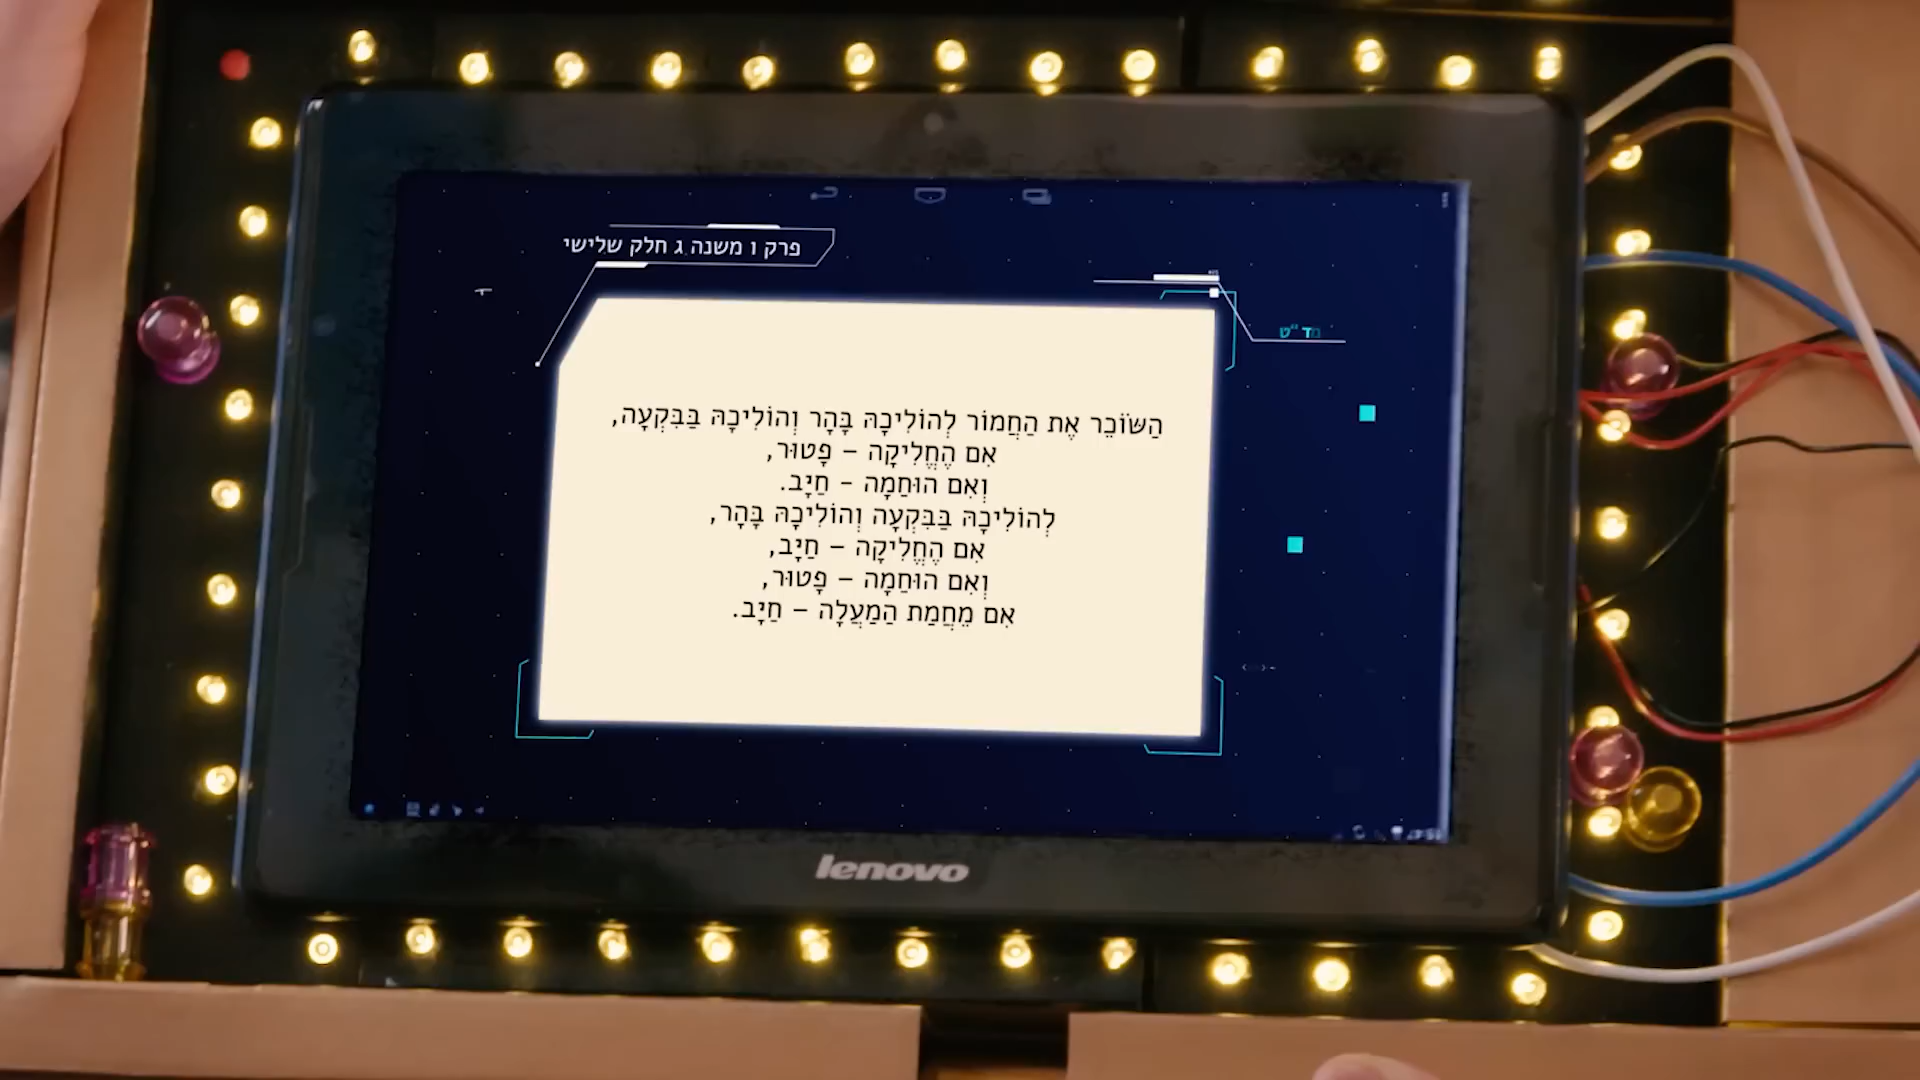 פרק ו משנה ג חלק שלישי
הַשּׂוֹכֵר אֶת הַחֲמוֹר לְהוֹלִיכָהּ בָּהָר וְהוֹלִיכָהּ בַּבִּקְעָה,
אִם הֶחֱלִיקָה – פָּטוּר,
וְאִם הוּחַמָה – חַיָּב.
לְהוֹלִיכָהּ בַּבִּקְעָה וְהוֹלִיכָהּ בָּהָר,
אִם הֶחֱלִיקָה – חַיָּב,
וְאִם הוּחַמָה – פָּטוּר,
אִם מֵחֲמַת הַמַּעֲלָה – חַיָּב.
lenovo